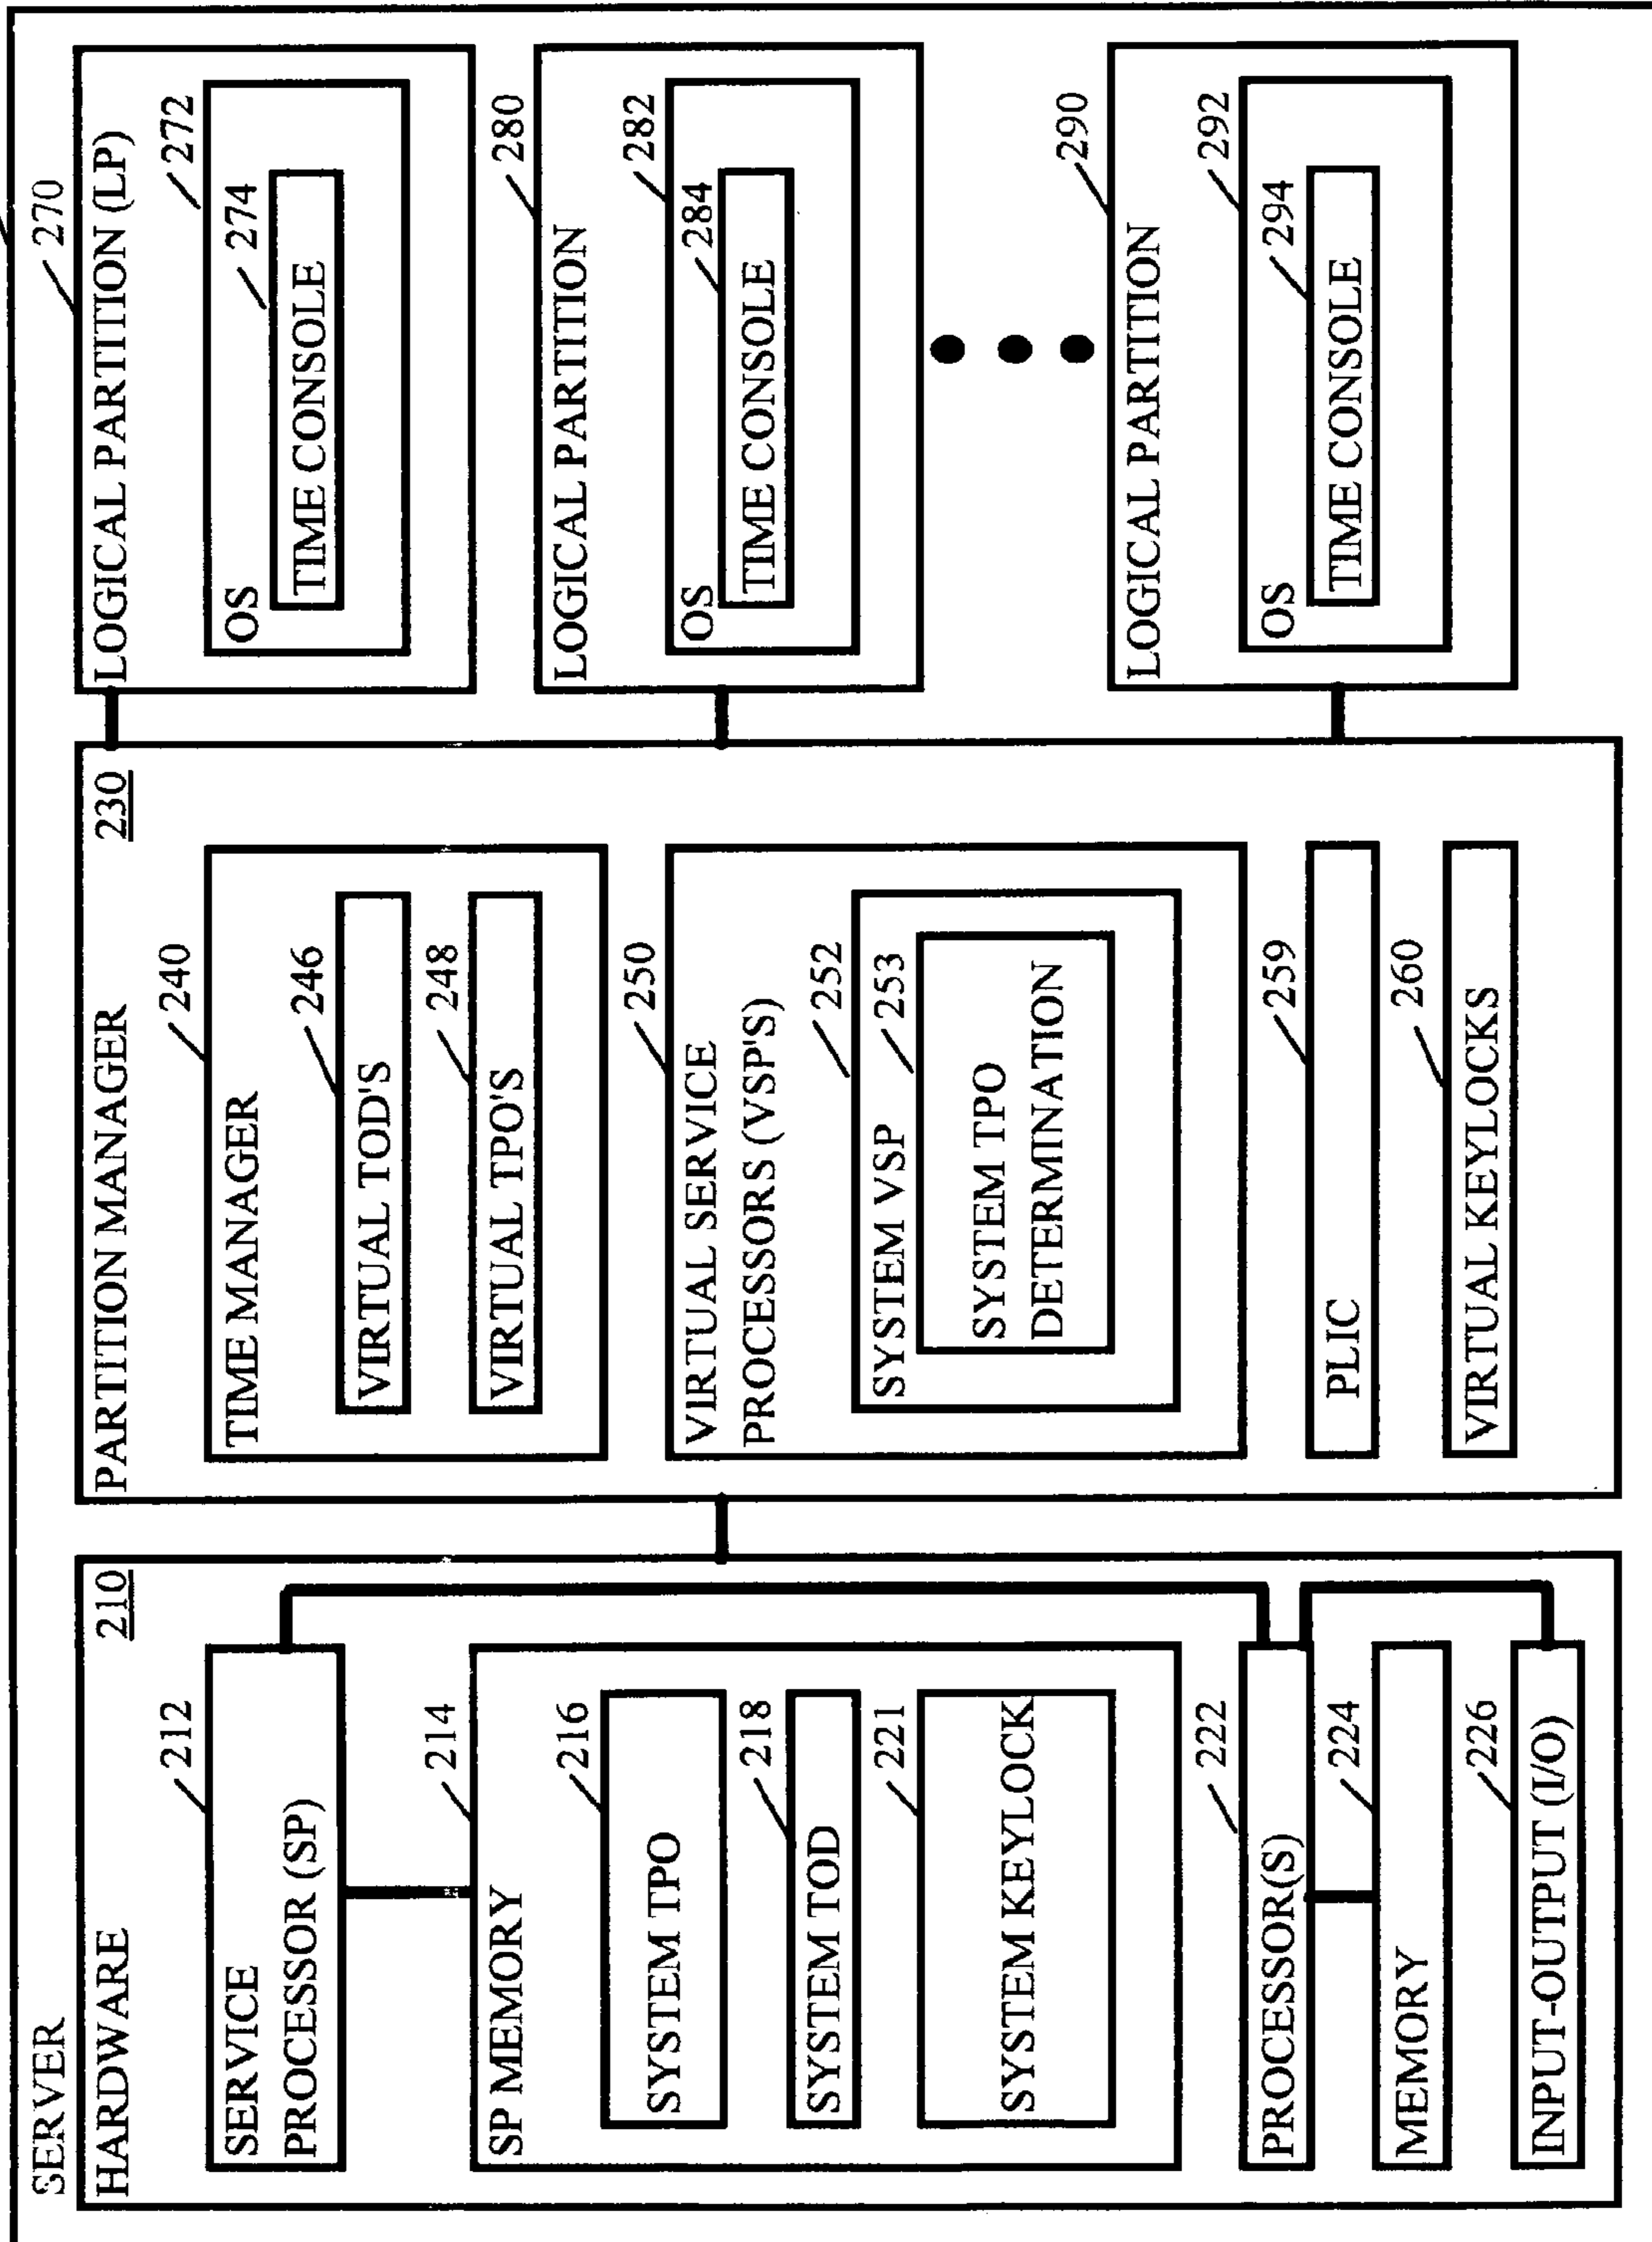 SERVER
HARDWARE
210
212
SERVICE
PROCESSOR (SP)
214
SP MEMORY
216
SYSTEM TPO
218
SYSTEM TOD
221
SYSTEM KEYLOCK
222
PROCESSOR(S)
224
MEMORY
226
INPUT-OUTPUT (I/O)
PARTITION MANAGER
230
240
TIME MANAGER
246
VIRTUAL TOD'S
248
VIRTUAL TPO'S
250
VIRTUAL SERVICE
PROCESSORS (VSP'S)
252
SYSTEM VSP
253
SYSTEM TPO
DETERMINATION
259
PLIC
260
VIRTUAL KEYLOCKS
270
LOGICAL PARTITION (LP)
272
OS
274
TIME CONSOLE
280
LOGICAL PARTITION
282
OS
284
TIME CONSOLE
290
LOGICAL PARTITION
292
OS
294
TIME CONSOLE